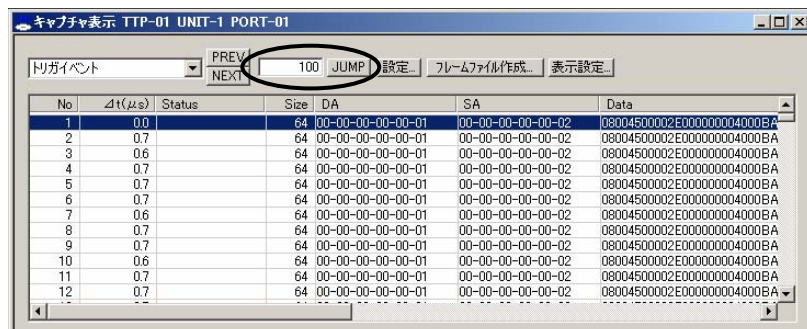 キャプチャ表示 TTP-01 UNIT-1 PORT-01
トリガイベント PREV NEXT 100 JUMP 設定... フレームファイル作成... 表示設定...
No Δt(μs) Status Size DA SA Data
1 0.0 64 00-00-00-00-00-01 00-00-00-00-00-02 08004500002E000000004000BA
2 0.7 64 00-00-00-00-00-01 00-00-00-00-00-02 08004500002E000000004000BA
3 0.6 64 00-00-00-00-00-01 00-00-00-00-00-02 08004500002E000000004000BA
4 0.7 64 00-00-00-00-00-01 00-00-00-00-00-02 08004500002E000000004000BA
5 0.7 64 00-00-00-00-00-01 00-00-00-00-00-02 08004500002E000000004000BA
6 0.7 64 00-00-00-00-00-01 00-00-00-00-00-02 08004500002E000000004000BA
7 0.6 64 00-00-00-00-00-01 00-00-00-00-00-02 08004500002E000000004000BA
8 0.7 64 00-00-00-00-00-01 00-00-00-00-00-02 08004500002E000000004000BA
9 0.7 64 00-00-00-00-00-01 00-00-00-00-00-02 08004500002E000000004000BA
10 0.6 64 00-00-00-00-00-01 00-00-00-00-00-02 08004500002E000000004000BA
11 0.7 64 00-00-00-00-00-01 00-00-00-00-00-02 08004500002E000000004000BA
12 0.7 64 00-00-00-00-00-01 00-00-00-00-00-02 08004500002E000000004000BA